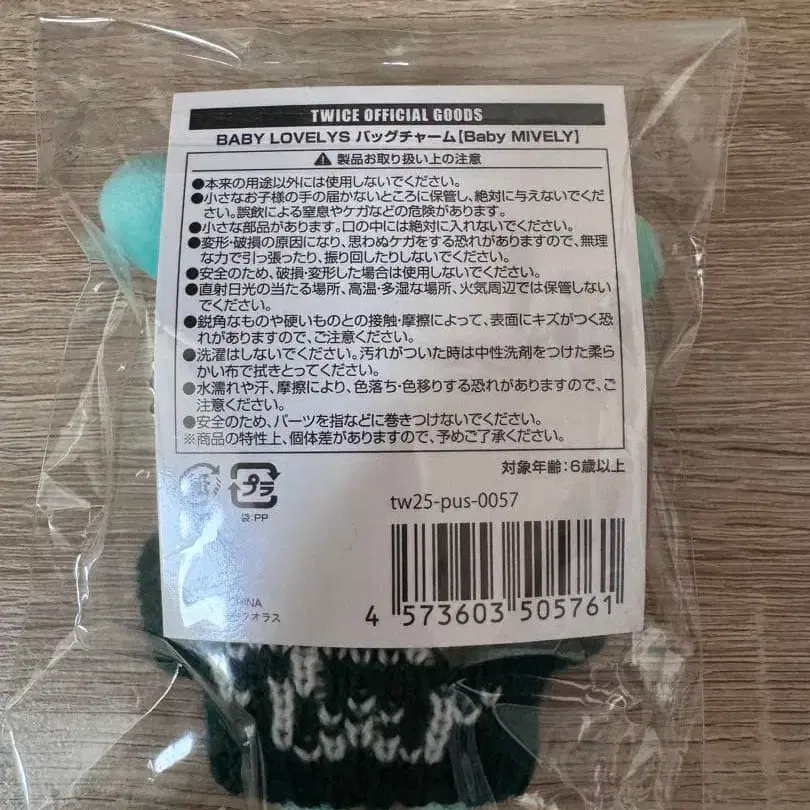 TWICE OFFICIAL GOODS
BABY LOVELYS バッグチャーム【Baby MIVELY】
製品お取り扱い上の注意
●本来の用途以外には使用しないでください。
●小さなお子様の手の届かないところに保管し、絶対に与えないでくだ
さい。誤飲による窒息やケガなどの危険があります。
●小さな部品があります。口の中には絶対に入れないでください。
●変形・破損の原因になり、思わぬケガをする恐れがありますので、無理
な力で引っ張ったり、振り回したりしないでください。
●安全のため、破損・変形した場合は使用しないでください。
●直射日光の当たる場所、高温・多湿な場所、火気周辺では保管しない
でください。
●鋭角なものや硬いものとの接触・摩擦によって、表面にキズがつく恐
れがありますので、ご注意ください。
●洗濯はしないでください。汚れがついた時は中性洗剤をつけた柔ら
かい布で拭きとってください。
●水濡れや汗、摩擦により、色落ち・色移りする恐れがありますので、ご
注意ください。
●安全のため、パーツを指などに巻きつけないでください。
※商品の特性上、個体差がありますので、予めご了承ください。
対象年齢:6歳以上
紙
プラ
袋:PP
tw25-pus-0057
CHINA
4 573603 505761